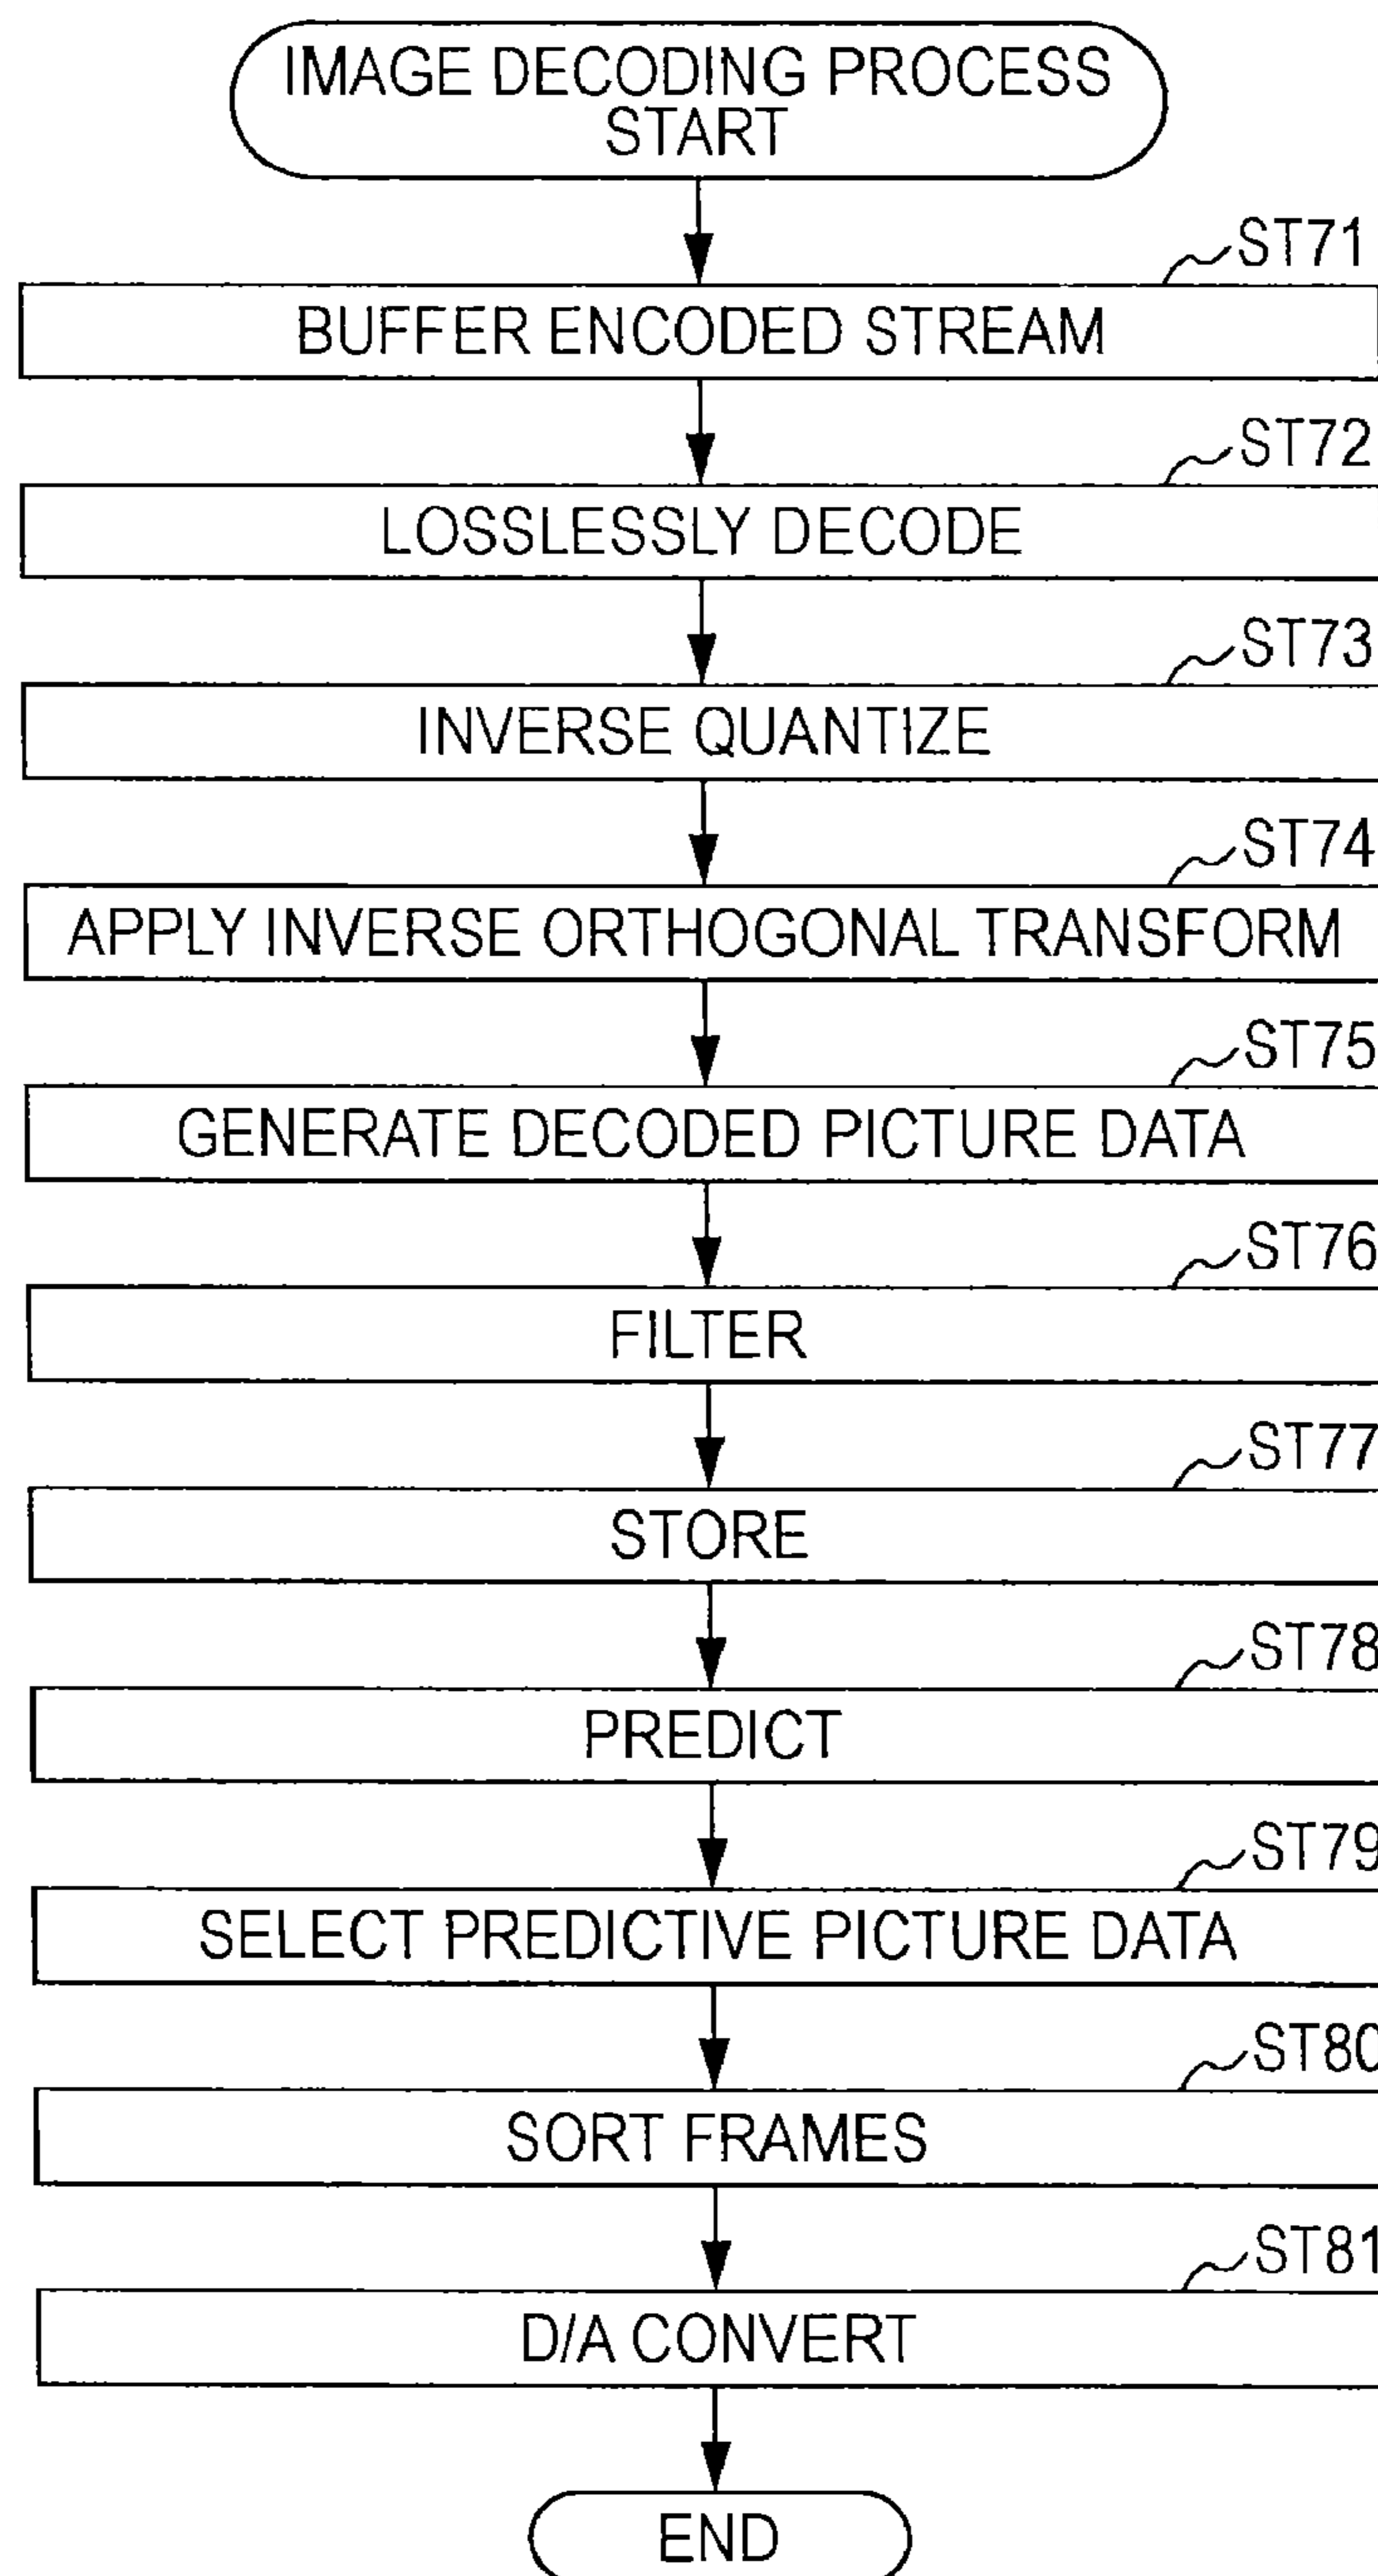 IMAGE DECODING PROCESS
START
ST71
BUFFER ENCODED STREAM
ST72
LOSSLESSLY DECODE
ST73
INVERSE QUANTIZE
ST74
APPLY INVERSE ORTHOGONAL TRANSFORM
ST75
GENERATE DECODED PICTURE DATA
ST76
FILTER
ST77
STORE
ST78
PREDICT
ST79
SELECT PREDICTIVE PICTURE DATA
ST80
SORT FRAMES
ST81
D/A CONVERT
END